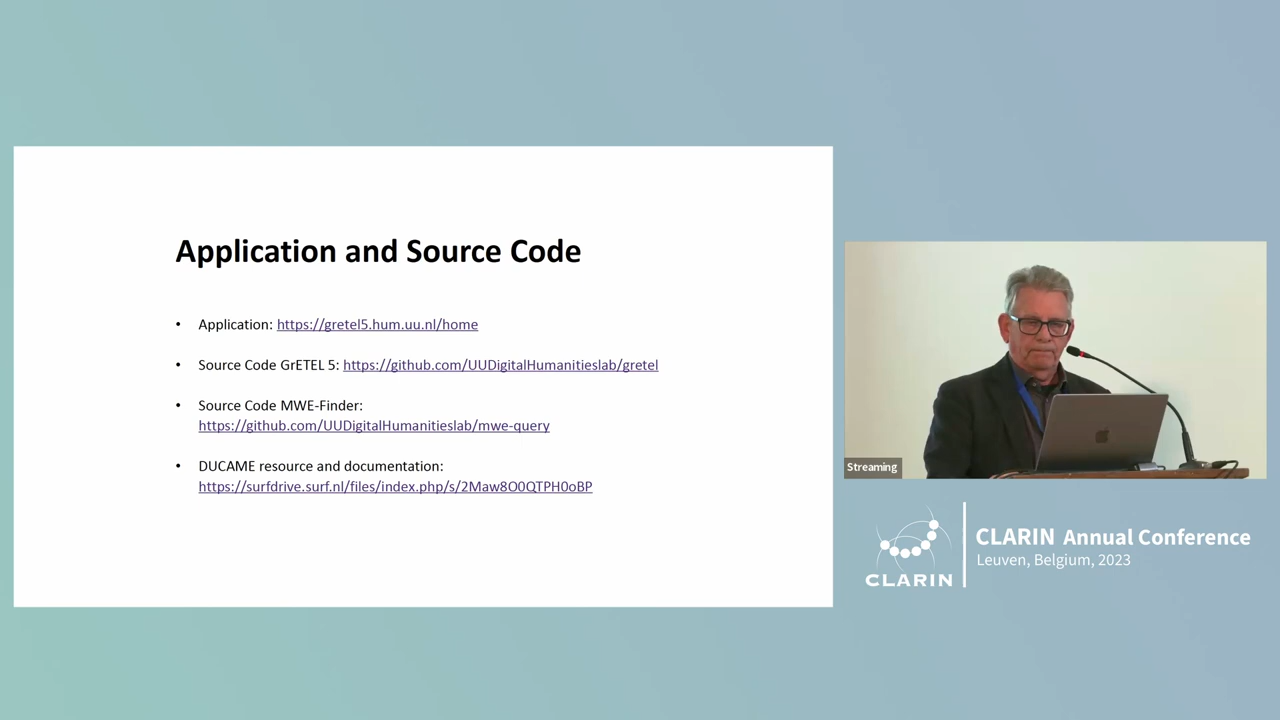 Application and Source Code
• Application: https://gretel5.hum.uu.nl/home
• Source Code GrETEL 5: https://github.com/UUDigitalHumanitieslab/gretel
• Source Code MWE-Finder:
https://github.com/UUDigitalHumanitieslab/mwe-query
• DUCAME resource and documentation:
https://surfdrive.surf.nl/files/index.php/s/2Maw8O0QTPH0oBP
Streaming
CLARIN
CLARIN Annual Conference
Leuven, Belgium, 2023